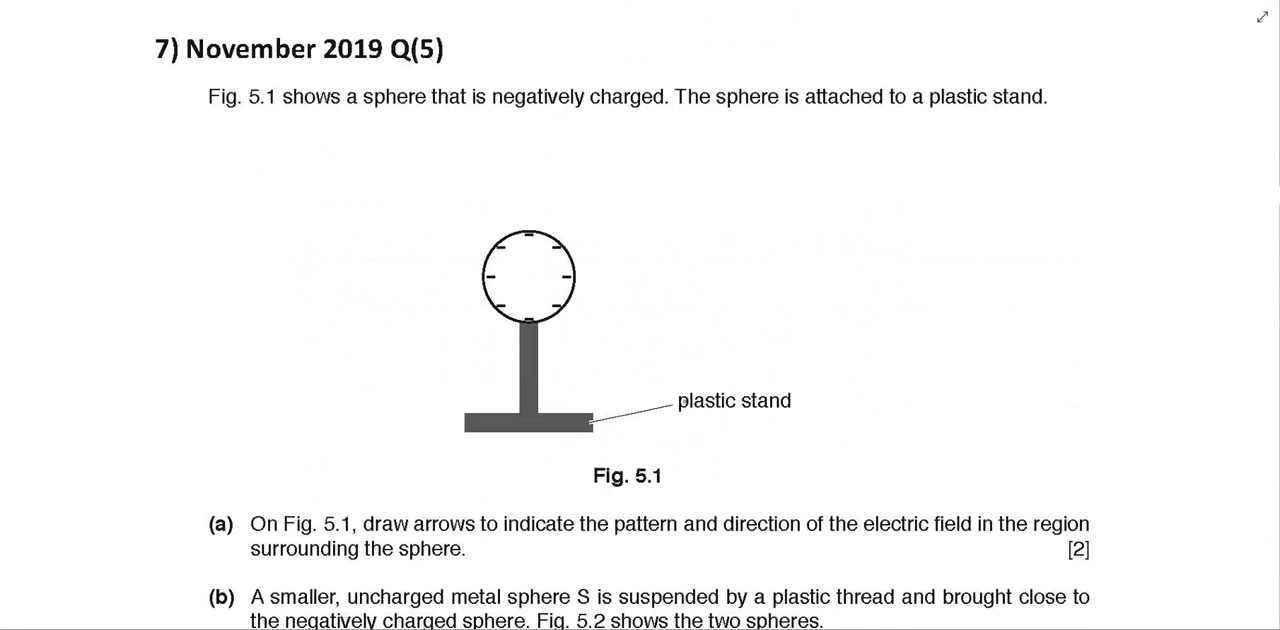 7) November 2019 Q(5)
Fig. 5.1 shows a sphere that is negatively charged. The sphere is attached to a plastic stand.
plastic stand
Fig. 5.1
(a) On Fig. 5.1, draw arrows to indicate the pattern and direction of the electric field in the region
surrounding the sphere. [2]
(b) A smaller, uncharged metal sphere S is suspended by a plastic thread and brought close to
the negatively charged sphere. Fig. 5.2 shows the two spheres.